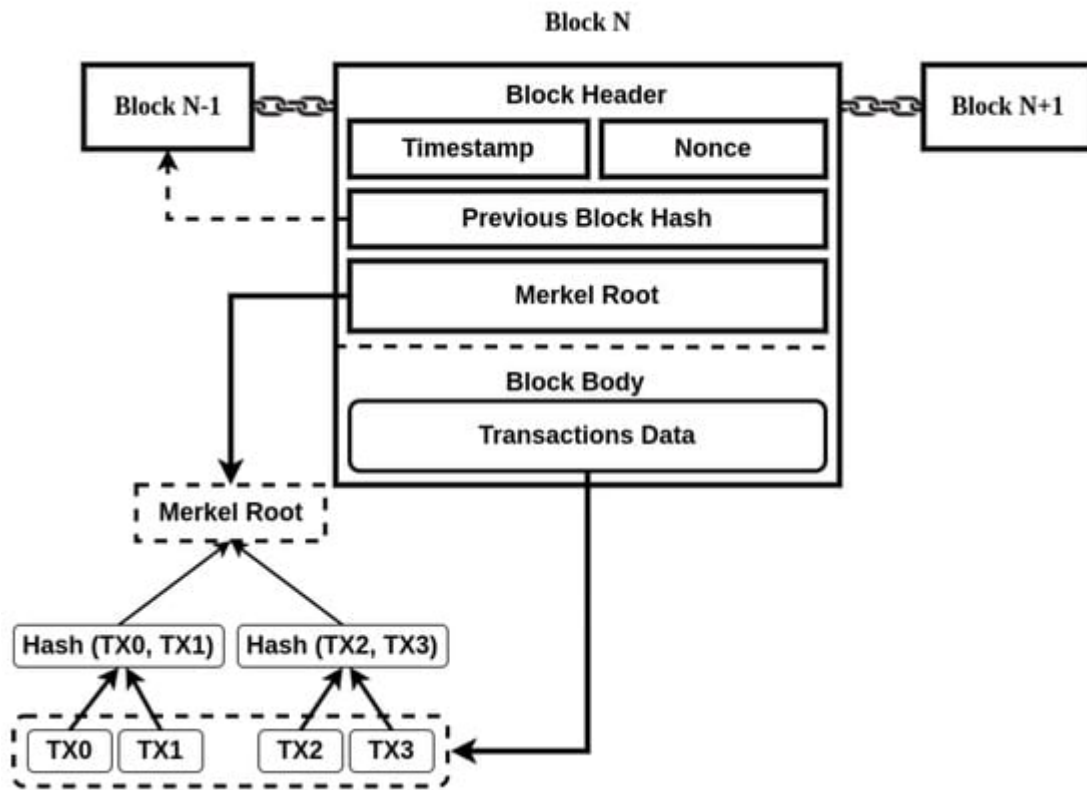 Block N
Block N-1
Block Header
Block N+1
Timestamp
Nonce
Previous Block Hash
Merkel Root
Block Body
Transactions Data
Merkel Root
Hash (TX0, TX1)
Hash (TX2, TX3)
TX0
TX1
TX2
TX3